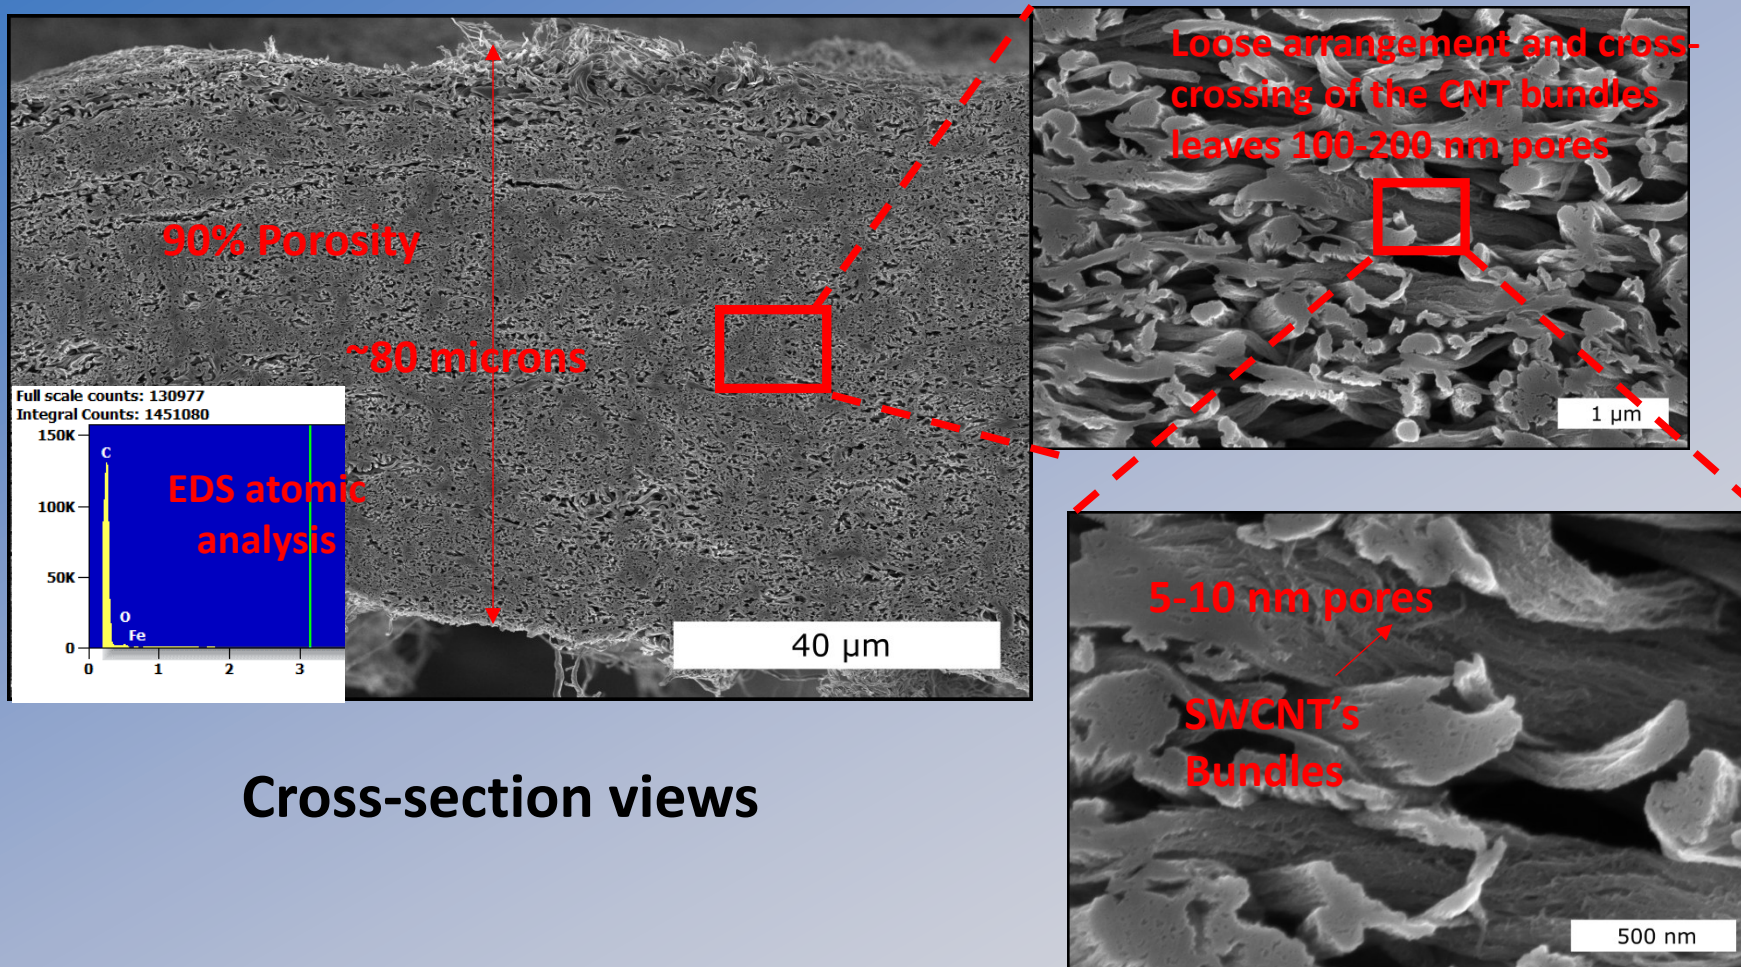 Loose arrangement and cross-
crossing of the CNT bundles
leaves 100-200 nm pores
90% Porosity
~80 microns
Full scale counts: 130977
Integral Counts: 1451080
150K
C
EDS atomic
100K
analysis
50K
O
Fe
0
0 1 2 3
40 µm
1 µm
5-10 nm pores
SWCNT's
Bundles
500 nm
Cross-section views